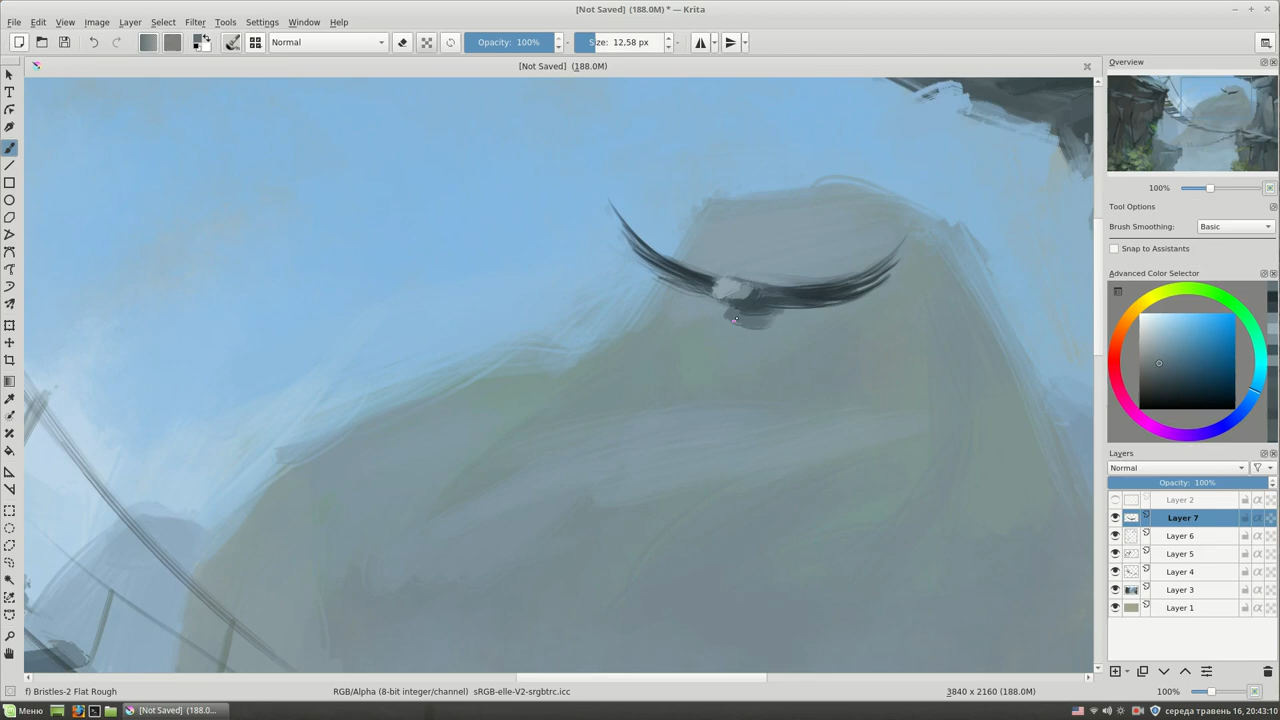 [Not Saved] (188.0M) * — Krita
File Edit View Image Layer Select Filter Tools Settings Window Help
Normal Opacity: 100% Size: 12,58 px
[Not Saved] (188.0M)
Overview
100%
Tool Options
Brush Smoothing: Basic
Snap to Assistants
Advanced Color Selector
Layers
Normal
Opacity: 100%
Layer 2
Layer 7
Layer 6
Layer 5
Layer 4
Layer 3
Layer 1
f) Bristles-2 Flat Rough RGB/Alpha (8-bit integer/channel) sRGB-elle-V2-srgbtrc.icc 3840 x 2160 (188.0M) 100%
Меню [Not Saved] (188.0... середа травень 16, 20:43:10